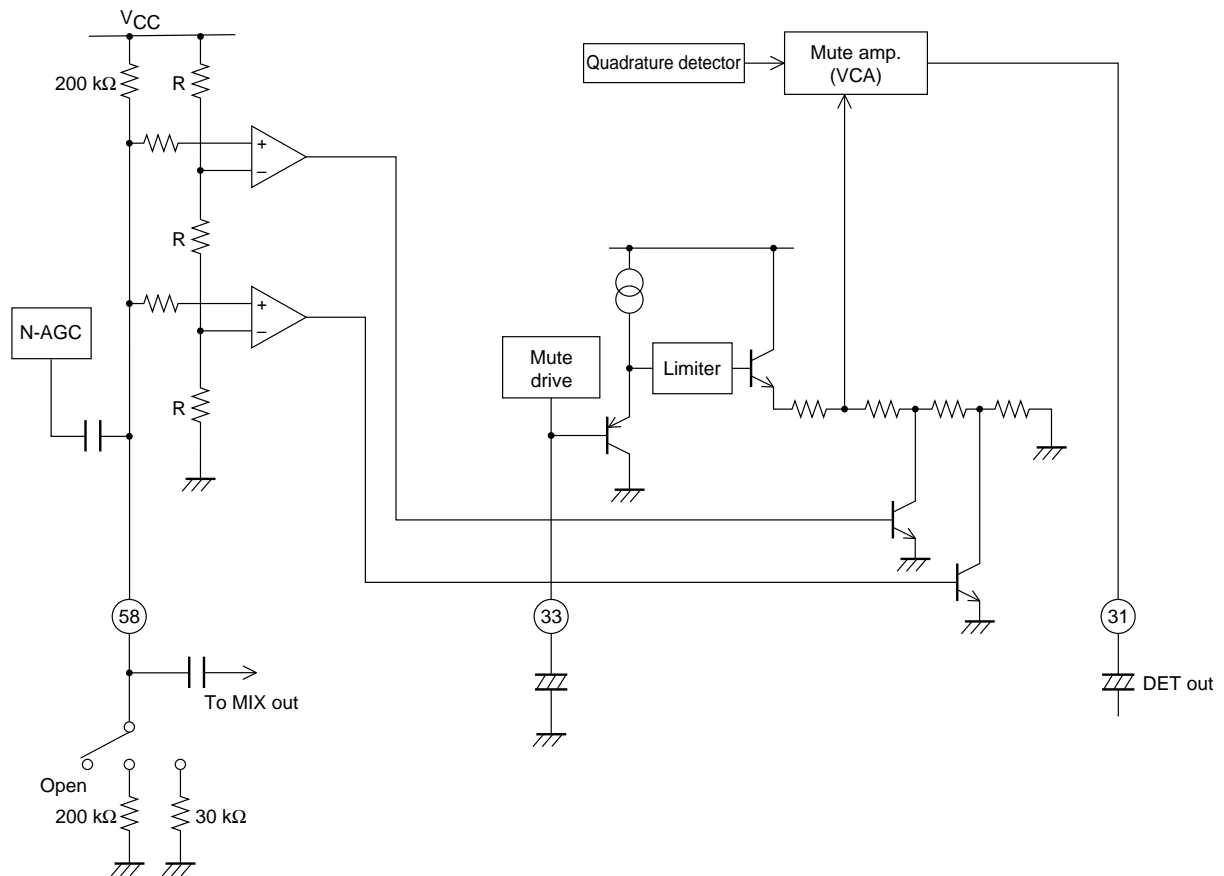 VCC
200 kΩ
R
Quadrature detector
Mute amp.
(VCA)
+
−
R
N-AGC
+
−
Mute
drive
Limiter
R
58
33
31
To MIX out
DET out
Open
200 kΩ
30 kΩ